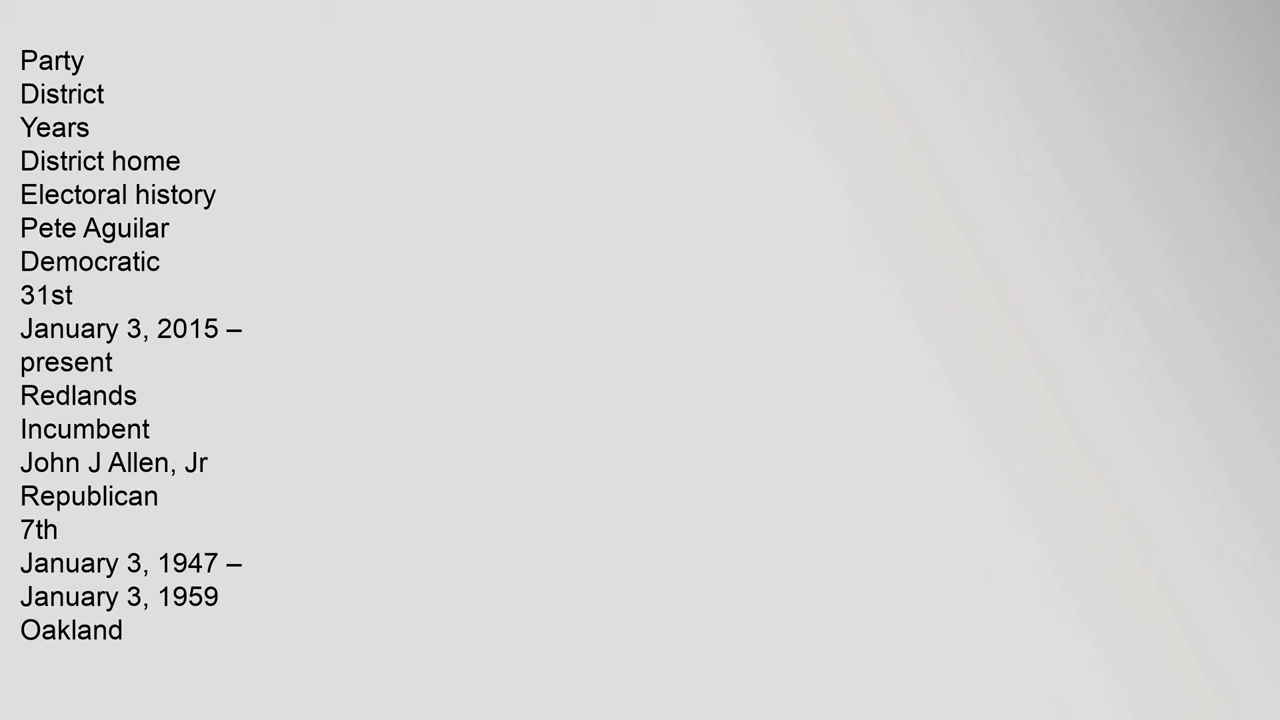 Party
District
Years
District home
Electoral history
Pete Aguilar
Democratic
31st
January 3, 2015 –
present
Redlands
Incumbent
John J Allen, Jr
Republican
7th
January 3, 1947 –
January 3, 1959
Oakland